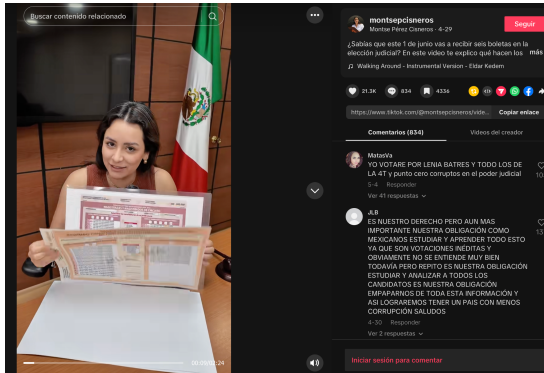 Buscar contenido relacionado
montsepcisneros
Montse Pérez Cisneros · 4-29
Seguir
¿Sabías que este 1 de junio vas a recibir seis boletas en la
elección judicial? En este video te explico qué hacen los más
Walking Around - Instrumental Version - Eldar Kedem
21.3K
834
4336
https://www.tiktok.com/@montsepcisneros/vide...
Copiar enlace
Comentarios (834)
Videos del creador
MatasVa
YO VOTARE POR LENIA BATRES Y TODO LOS DE
LA 4T y punto cero corruptos en el poder judicial
5-4 Responder
Ver 41 respuestas
JLB
ES NUESTRO DERECHO PERO AUN MAS
IMPORTANTE NUESTRA OBLIGACIÓN COMO
MEXICANOS ESTUDIAR Y APRENDER TODO ESTO
YA QUE SON VOTACIONES INÉDITAS Y
OBVIAMENTE NO SE ENTIENDE MUY BIEN
TODAVÍA PERO REPITO ES NUESTRA OBLIGACIÓN
ESTUDIAR Y ANALIZAR A TODOS LOS
CANDIDATOS ES NUESTRA OBLIGACIÓN
EMPAPARNOS DE TODA ESTA INFORMACIÓN Y
ASI LOGRAREMOS TENER UN PAIS CON MENOS
CORRUPCIÓN SALUDOS
4-30 Responder
Ver 2 respuestas
Iniciar sesión para comentar